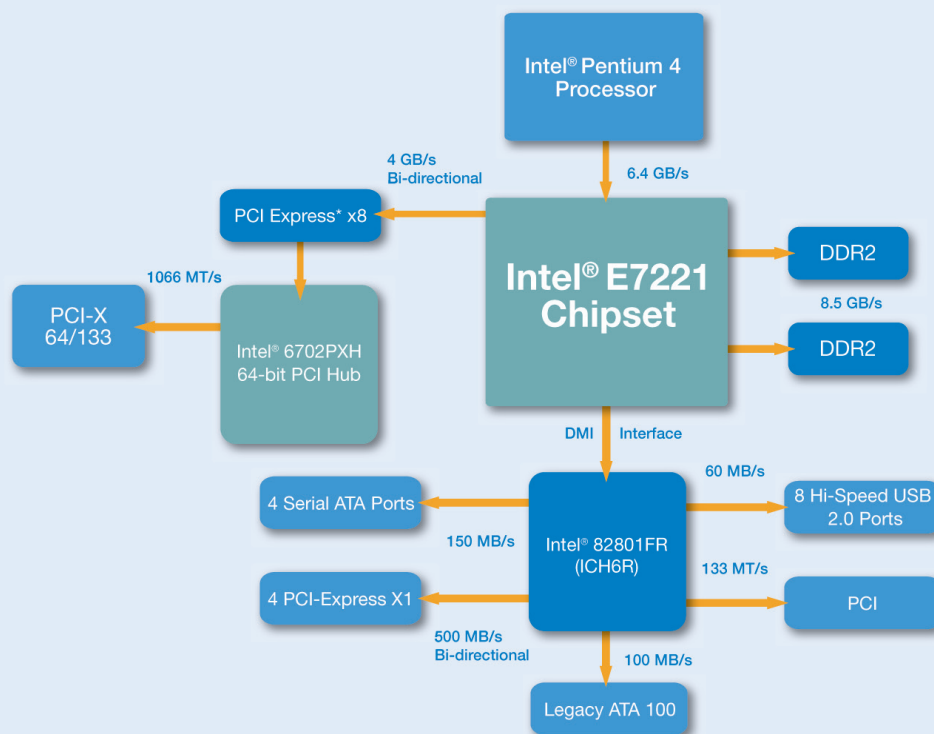 Intel® Pentium 4
Processor
4 GB/s
Bi-directional
6.4 GB/s
PCI Express* x8
Intel® E7221
Chipset
DDR2
8.5 GB/s
DDR2
1066 MT/s
PCI-X
64/133
Intel® 6702PXH
64-bit PCI Hub
DMI Interface
60 MB/s
4 Serial ATA Ports
8 Hi-Speed USB
2.0 Ports
150 MB/s
Intel® 82801FR
(ICH6R)
133 MT/s
4 PCI-Express X1
PCI
500 MB/s
Bi-directional
100 MB/s
Legacy ATA 100